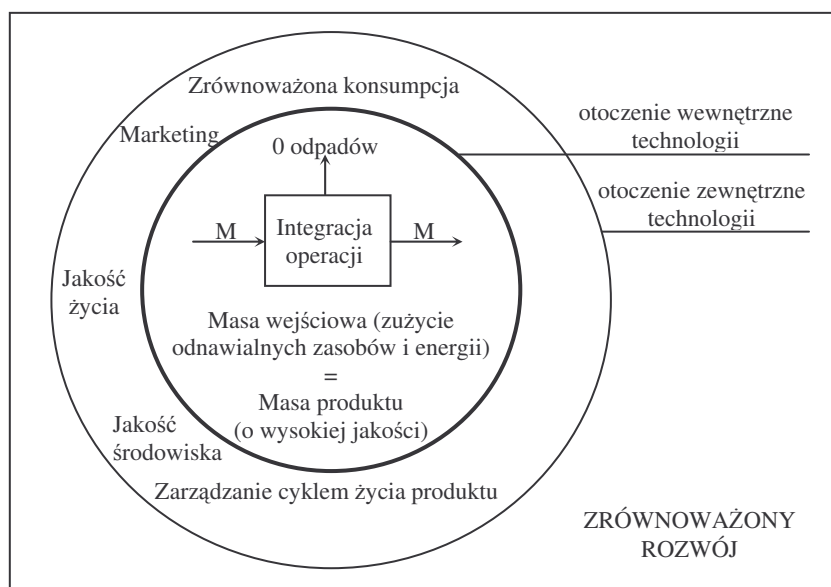 Zrównoważona konsumpcja
Marketing
0 odpadów
otoczenie wewnętrzne
technologii
otoczenie zewnętrzne
technologii
M
Integracja
operacji
M
Jakość
życia
Masa wejściowa (zużycie
odnawialnych zasobów i energii)
=
Masa produktu
(o wysokiej jakości)
Jakość
środowiska
Zarządzanie cyklem życia produktu
ZRÓWNOWAŻONY
ROZWÓJ